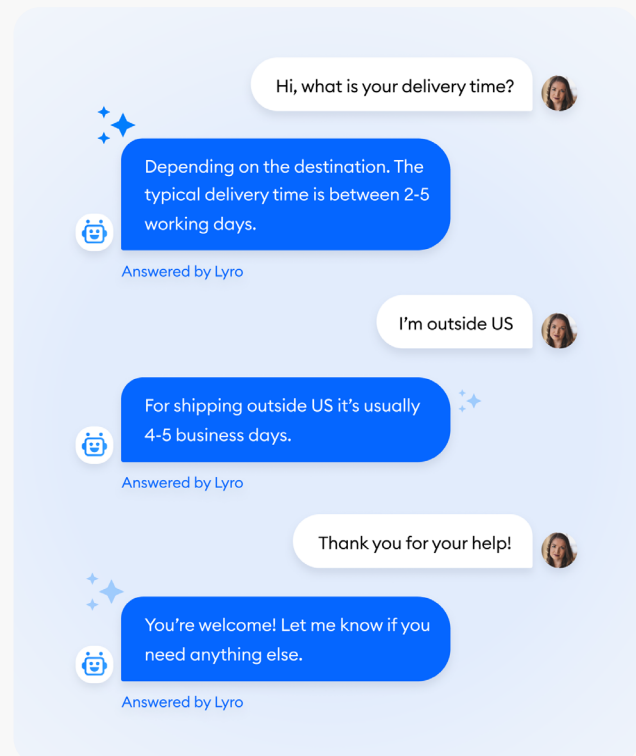 Hi, what is your delivery time?
Depending on the destination. The
typical delivery time is between 2-5
working days.
Answered by Lyro
I’m outside US
For shipping outside US it’s usually
4-5 business days.
Answered by Lyro
Thank you for your help!
You’re welcome! Let me know if you
need anything else.
Answered by Lyro